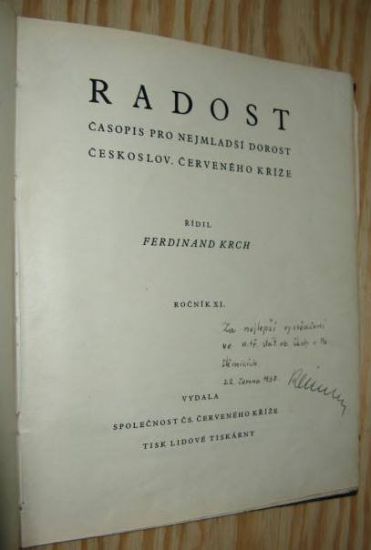 RADOST
ČASOPIS PRO NEJMLADŠÍ DOROST
ČESKOSLOV. ČERVENÉHO KŘÍŽE
ŘÍDIL
FERDINAND KRCH
ROČNÍK XI.
Za nejlepší vysvědčení
ve
22. června 1938
VYDALA
SPOLEČNOST ČS. ČERVENÉHO KŘÍŽE
TISK LIDOVÉ TISKÁRNY